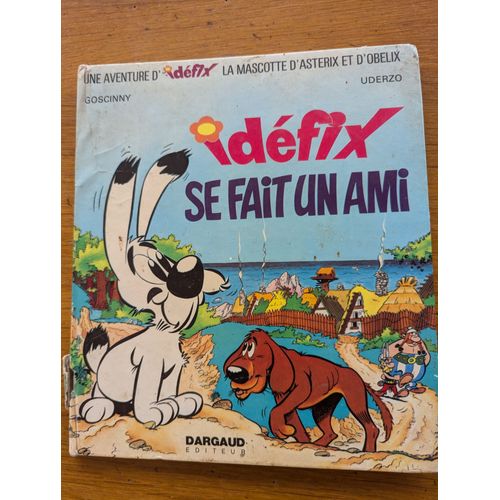 UNE AVENTURE D' idéfix LA MASCOTTE D'ASTERIX ET D'OBELIX
GOSCINNY UDERZO
idéfix
SE FAIT UN AMI
DARGAUD
EDITEUR